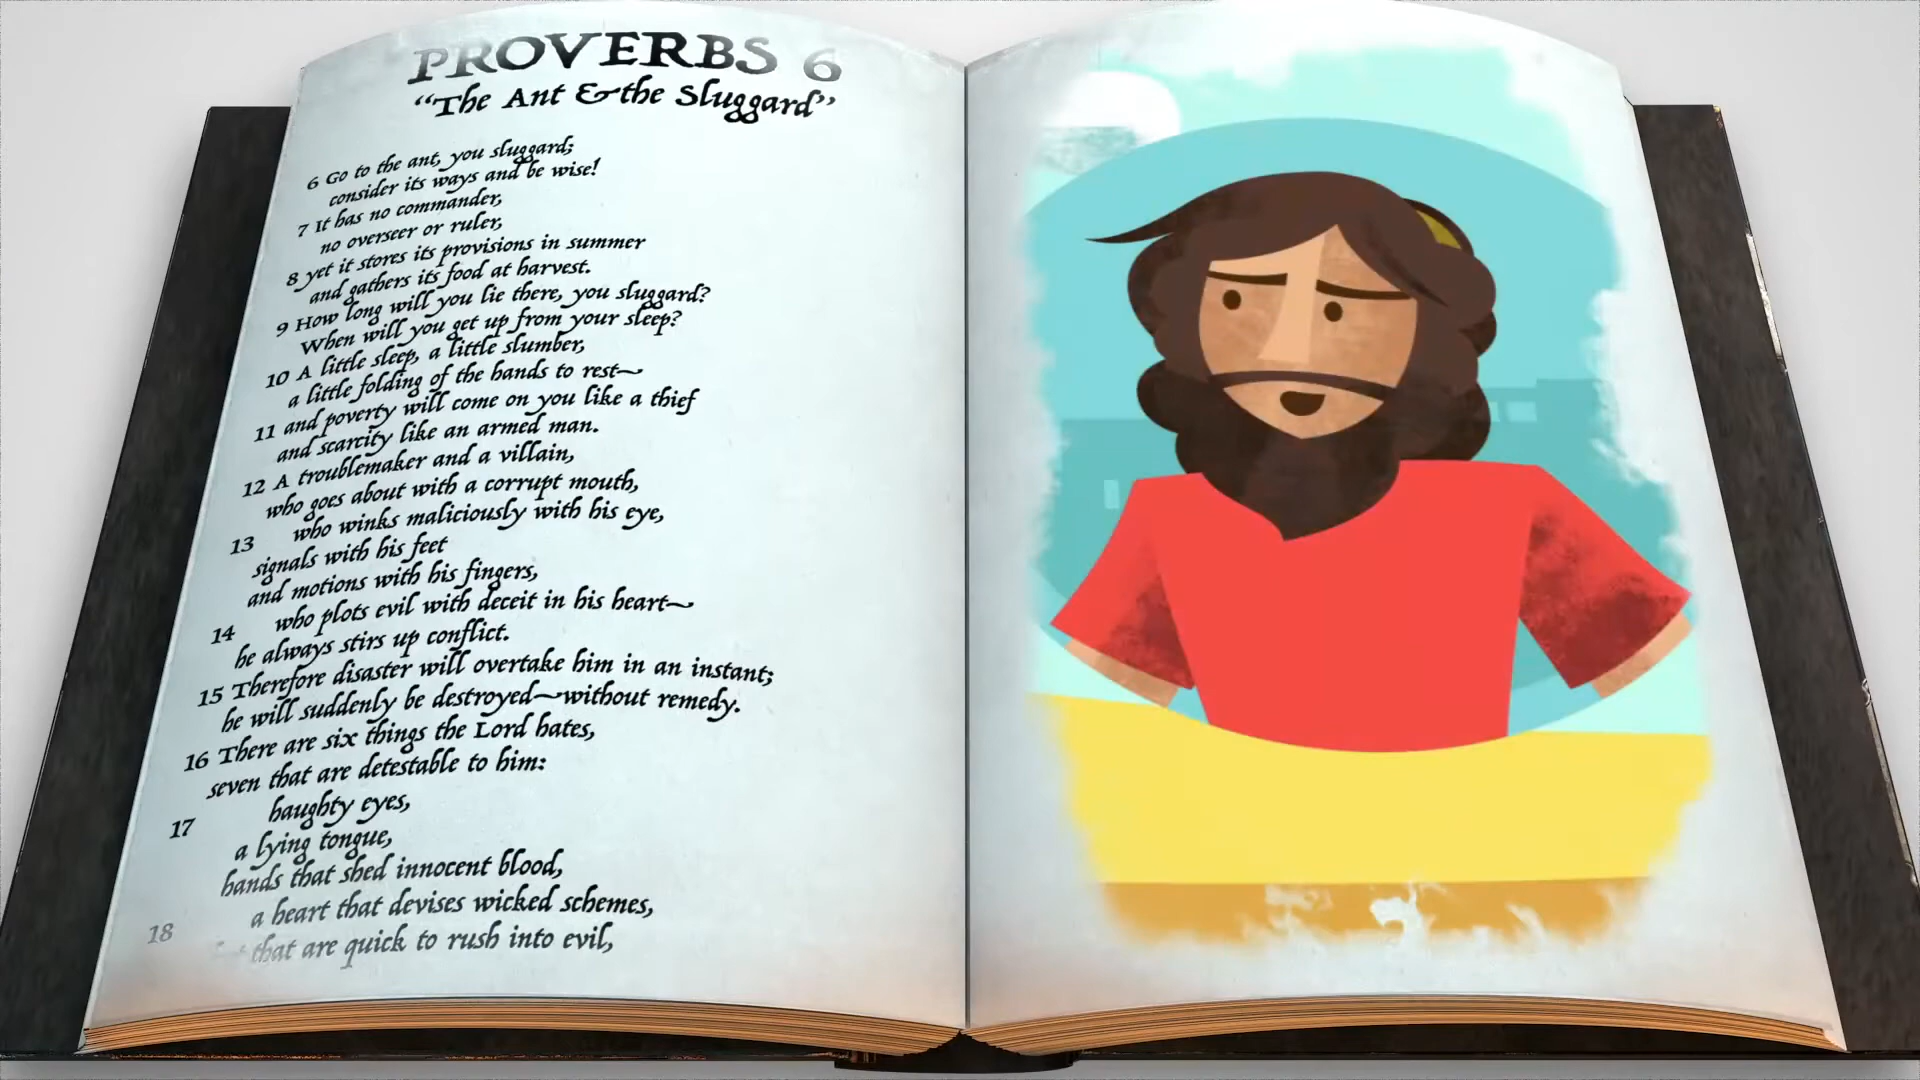 PROVERBS 6
“The Ant & the Sluggard”
6 Go to the ant, you sluggard;
consider its ways and be wise!
7 It has no commander,
no overseer or ruler,
8 yet it stores its provisions in summer
and gathers its food at harvest.
9 How long will you lie there, you sluggard?
When will you get up from your sleep?
10 A little sleep, a little slumber,
a little folding of the hands to rest—
11 and poverty will come on you like a thief
and scarcity like an armed man.
12 A troublemaker and a villain,
who goes about with a corrupt mouth,
13 who winks maliciously with his eye,
signals with his feet
and motions with his fingers,
14 who plots evil with deceit in his heart—
he always stirs up conflict.
15 Therefore disaster will overtake him in an instant;
he will suddenly be destroyed—without remedy.
16 There are six things the Lord hates,
seven that are detestable to him:
17 haughty eyes,
a lying tongue,
hands that shed innocent blood,
18 a heart that devises wicked schemes,
that are quick to rush into evil,